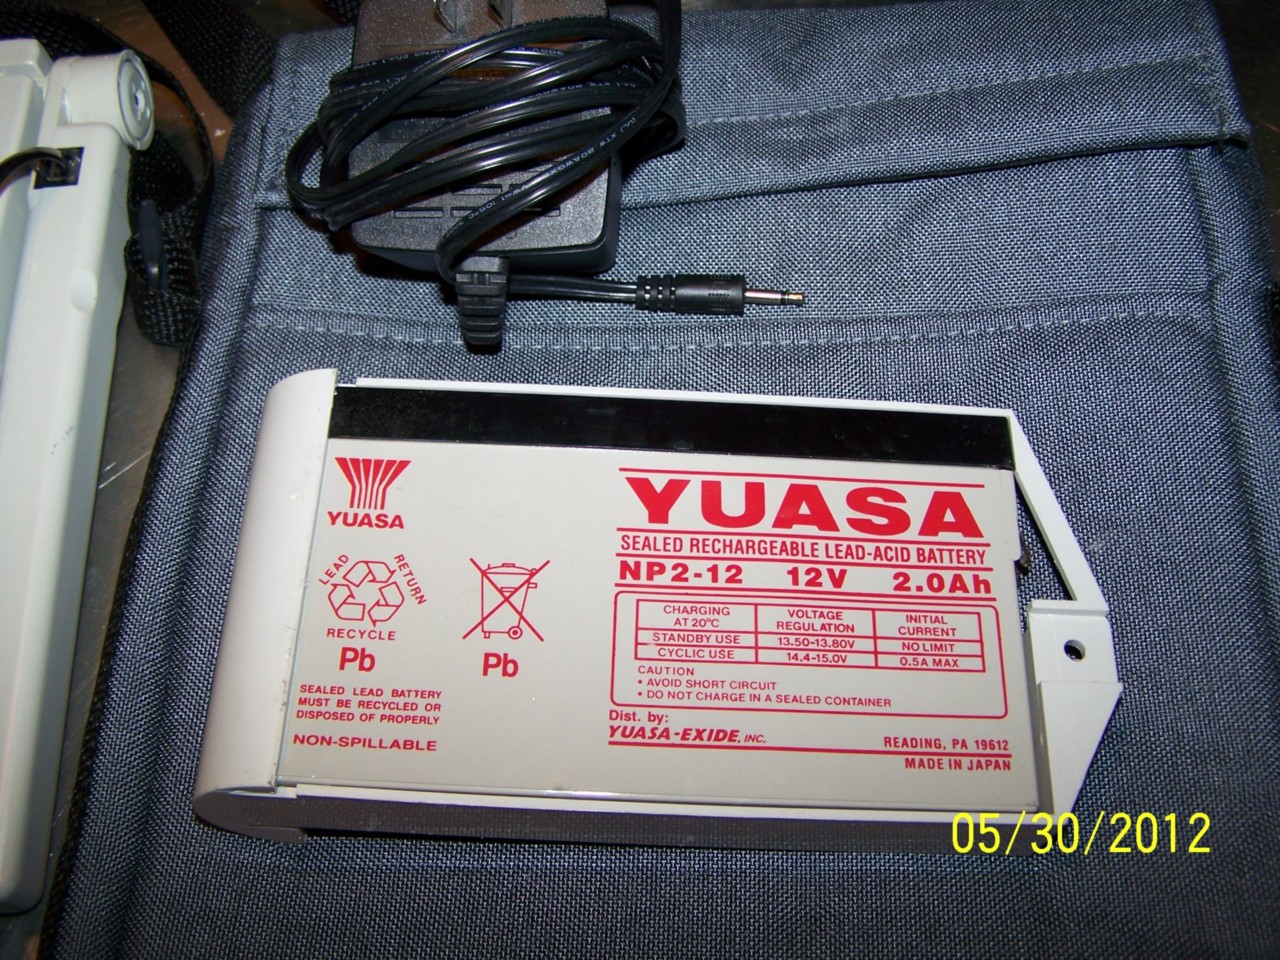 YUASA
LEAD RETURN
RECYCLE
Pb
Pb
SEALED LEAD BATTERY
MUST BE RECYCLED OR
DISPOSED OF PROPERLY
NON-SPILLABLE
YUASA
SEALED RECHARGEABLE LEAD-ACID BATTERY
NP2-12 12V 2.0Ah
CHARGING AT 20°C VOLTAGE REGULATION INITIAL CURRENT
STANDBY USE 13.50-13.80V NO LIMIT
CYCLIC USE 14.4-15.0V 0.5A MAX
CAUTION
• AVOID SHORT CIRCUIT
• DO NOT CHARGE IN A SEALED CONTAINER
Dist. by:
YUASA-EXIDE, INC.
READING, PA 19612
MADE IN JAPAN
05/30/2012